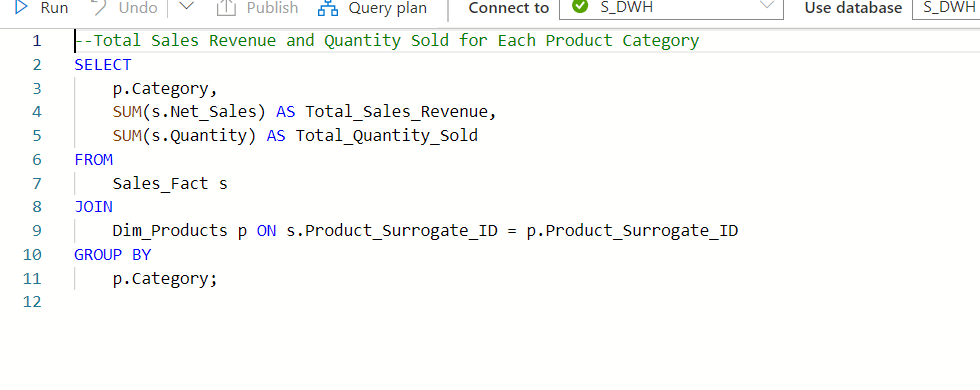 Run Undo Publish Query plan Connect to S_DWH Use database S_DWH
1 --Total Sales Revenue and Quantity Sold for Each Product Category
2 SELECT
3 p.Category,
4 SUM(s.Net_Sales) AS Total_Sales_Revenue,
5 SUM(s.Quantity) AS Total_Quantity_Sold
6 FROM
7 Sales_Fact s
8 JOIN
9 Dim_Products p ON s.Product_Surrogate_ID = p.Product_Surrogate_ID
10 GROUP BY
11 p.Category;
12